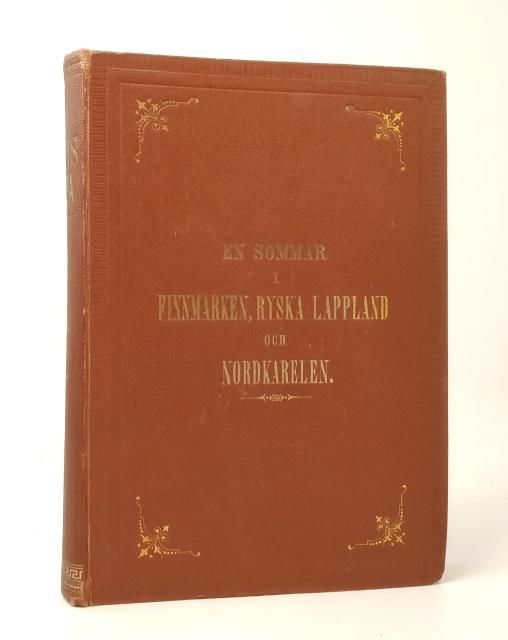 EN SOMMAR
I
FINNMARKEN, RYSKA LAPPLAND
OCH
NORDKARELEN.